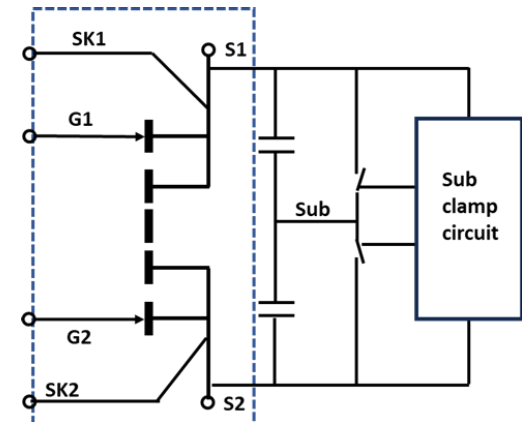 SK1
S1
G1
Sub
Sub
clamp
circuit
G2
SK2
S2